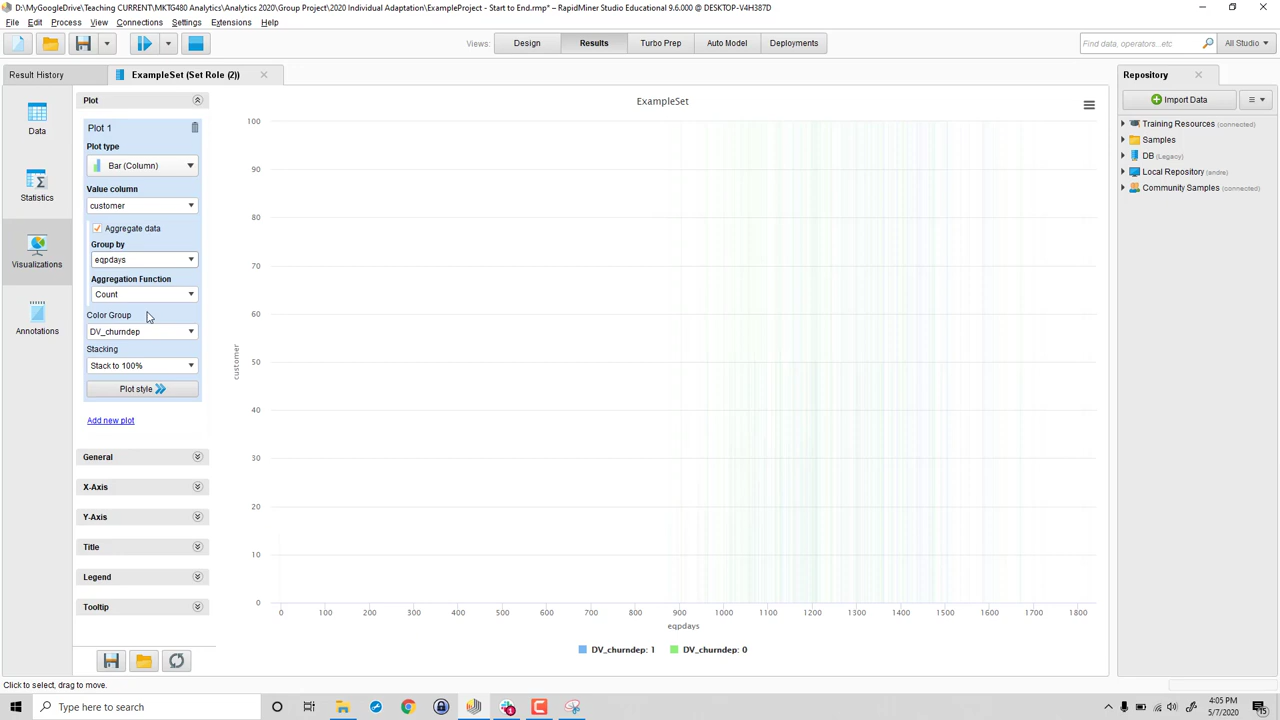 D:\MyGoogleDrive\Teaching CURRENT\MKTG480 Analytics\Analytics 2020\Group Project\2020 Individual Adaptation\ExampleProject - Start to End.rmp* – RapidMiner Studio Educational 9.6.000 @ DESKTOP-V4H387D
File Edit Process View Connections Settings Extensions Help
Views: Design Results Turbo Prep Auto Model Deployments
Find data, operators...etc
All Studio
Result History
ExampleSet (Set Role (2))
Repository
Data
Statistics
Visualizations
Annotations
Plot
Plot 1
Plot type
Bar (Column)
Value column
customer
Aggregate data
Group by
eqpdays
Aggregation Function
Count
Color Group
DV_churndep
Stacking
Stack to 100%
Plot style
Add new plot
General
X-Axis
Y-Axis
Title
Legend
Tooltip
ExampleSet
100
90
80
70
60
50
40
30
20
10
0
customer
0 100 200 300 400 500 600 700 800 900 1000 1100 1200 1300 1400 1500 1600 1700 1800
eqpdays
DV_churndep: 1 DV_churndep: 0
Import Data
Training Resources (connected)
Samples
DB (Legacy)
Local Repository (andre)
Community Samples (connected)
Click to select, drag to move.
Type here to search
4:05 PM
5/7/2020